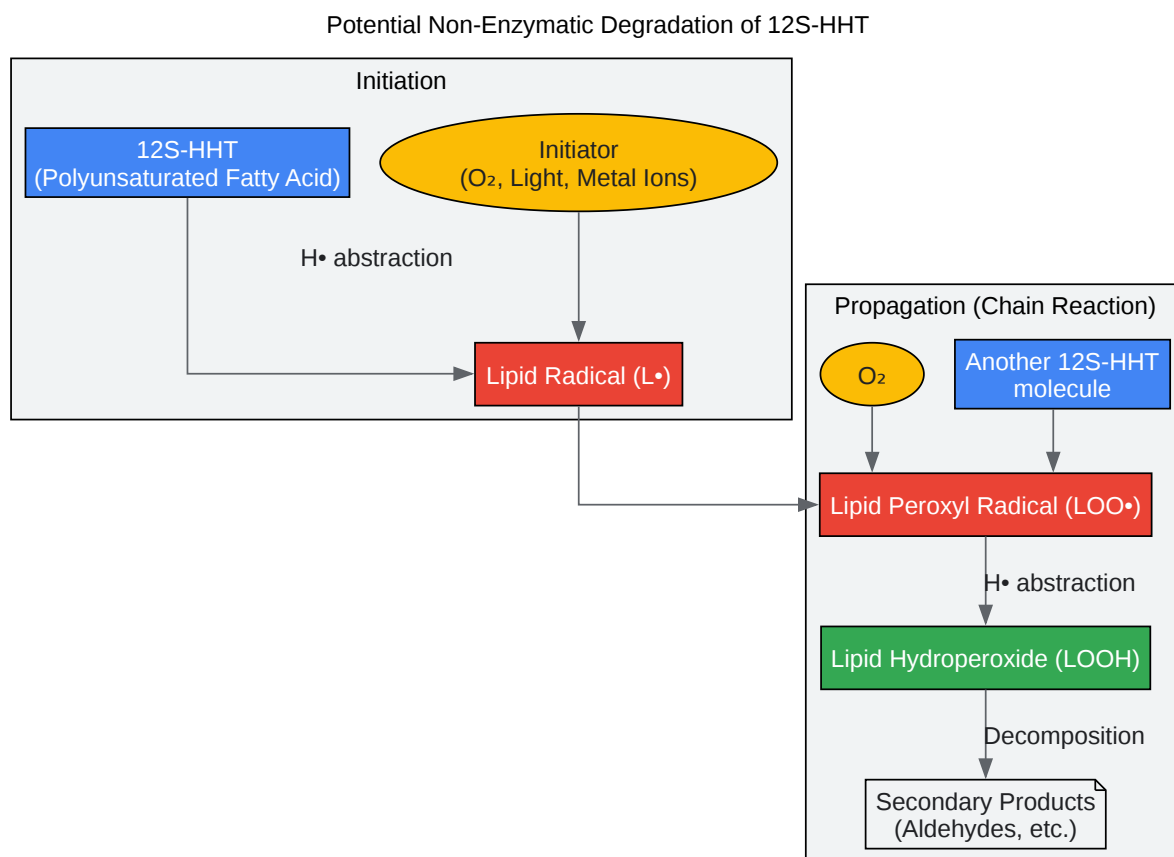 Potential Non-Enzymatic Degradation of 12S-HHT
Initiation
12S-HHT
(Polyunsaturated Fatty Acid)
Initiator
(O₂, Light, Metal Ions)
H• abstraction
Lipid Radical (L•)
Propagation (Chain Reaction)
O₂
Another 12S-HHT
molecule
Lipid Peroxyl Radical (LOO•)
H• abstraction
Lipid Hydroperoxide (LOOH)
Decomposition
Secondary Products
(Aldehydes, etc.)